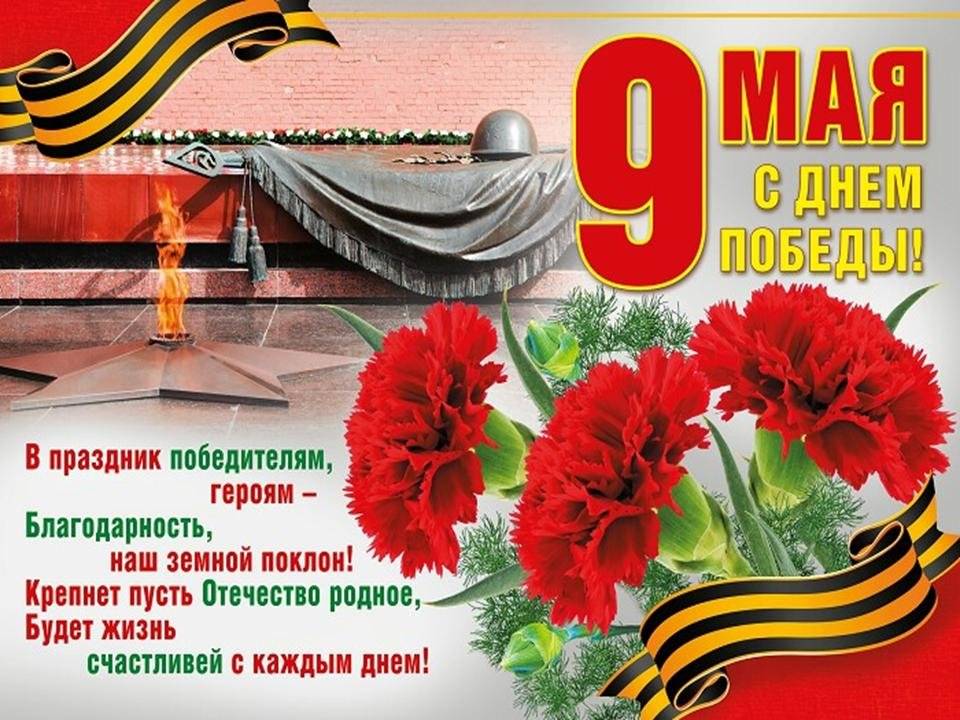 9 МАЯ
С ДНЕМ
ПОБЕДЫ!
В праздник победителям,
героям –
Благодарность,
наш земной поклон!
Крепнет пусть Отечество родное,
Будет жизнь
счастливей с каждым днем!